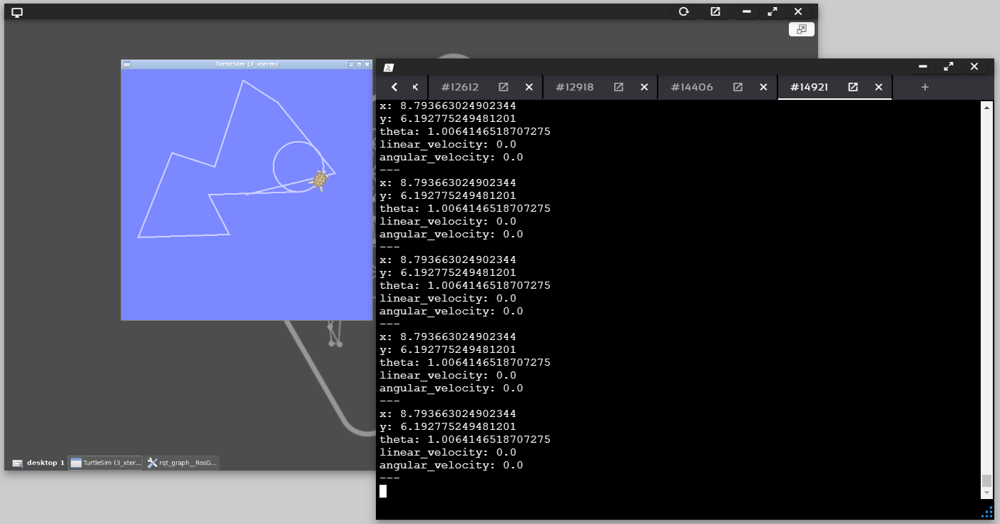 TurtleSim (3_xterm)
#12612 #12918 #14406 #14921 +
x: 8.793663024902344
y: 6.192775249481201
theta: 1.0064146518707275
linear_velocity: 0.0
angular_velocity: 0.0
---
x: 8.793663024902344
y: 6.192775249481201
theta: 1.0064146518707275
linear_velocity: 0.0
angular_velocity: 0.0
---
x: 8.793663024902344
y: 6.192775249481201
theta: 1.0064146518707275
linear_velocity: 0.0
angular_velocity: 0.0
---
x: 8.793663024902344
y: 6.192775249481201
theta: 1.0064146518707275
linear_velocity: 0.0
angular_velocity: 0.0
---
x: 8.793663024902344
y: 6.192775249481201
theta: 1.0064146518707275
linear_velocity: 0.0
angular_velocity: 0.0
---
desktop 1 TurtleSim (3_xter... rqt_graph__RosG...